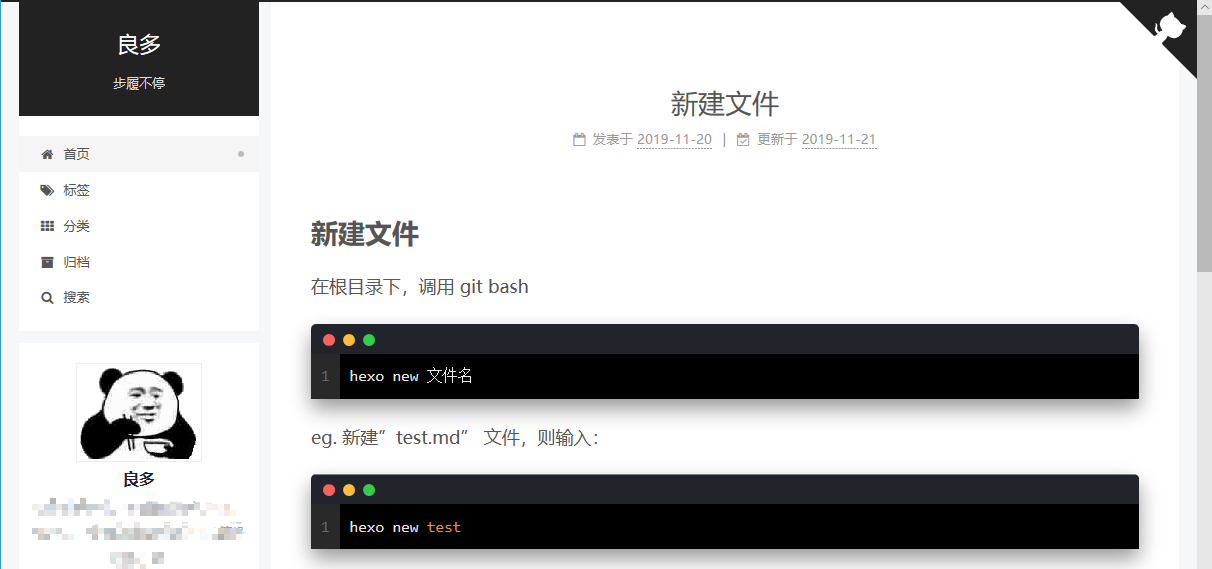 良多
步履不停
首页
标签
分类
归档
搜索
良多
新建文件
发表于 2019-11-20 | 更新于 2019-11-21
新建文件
在根目录下，调用 git bash
1 hexo new 文件名
eg. 新建”test.md” 文件，则输入：
1 hexo new test